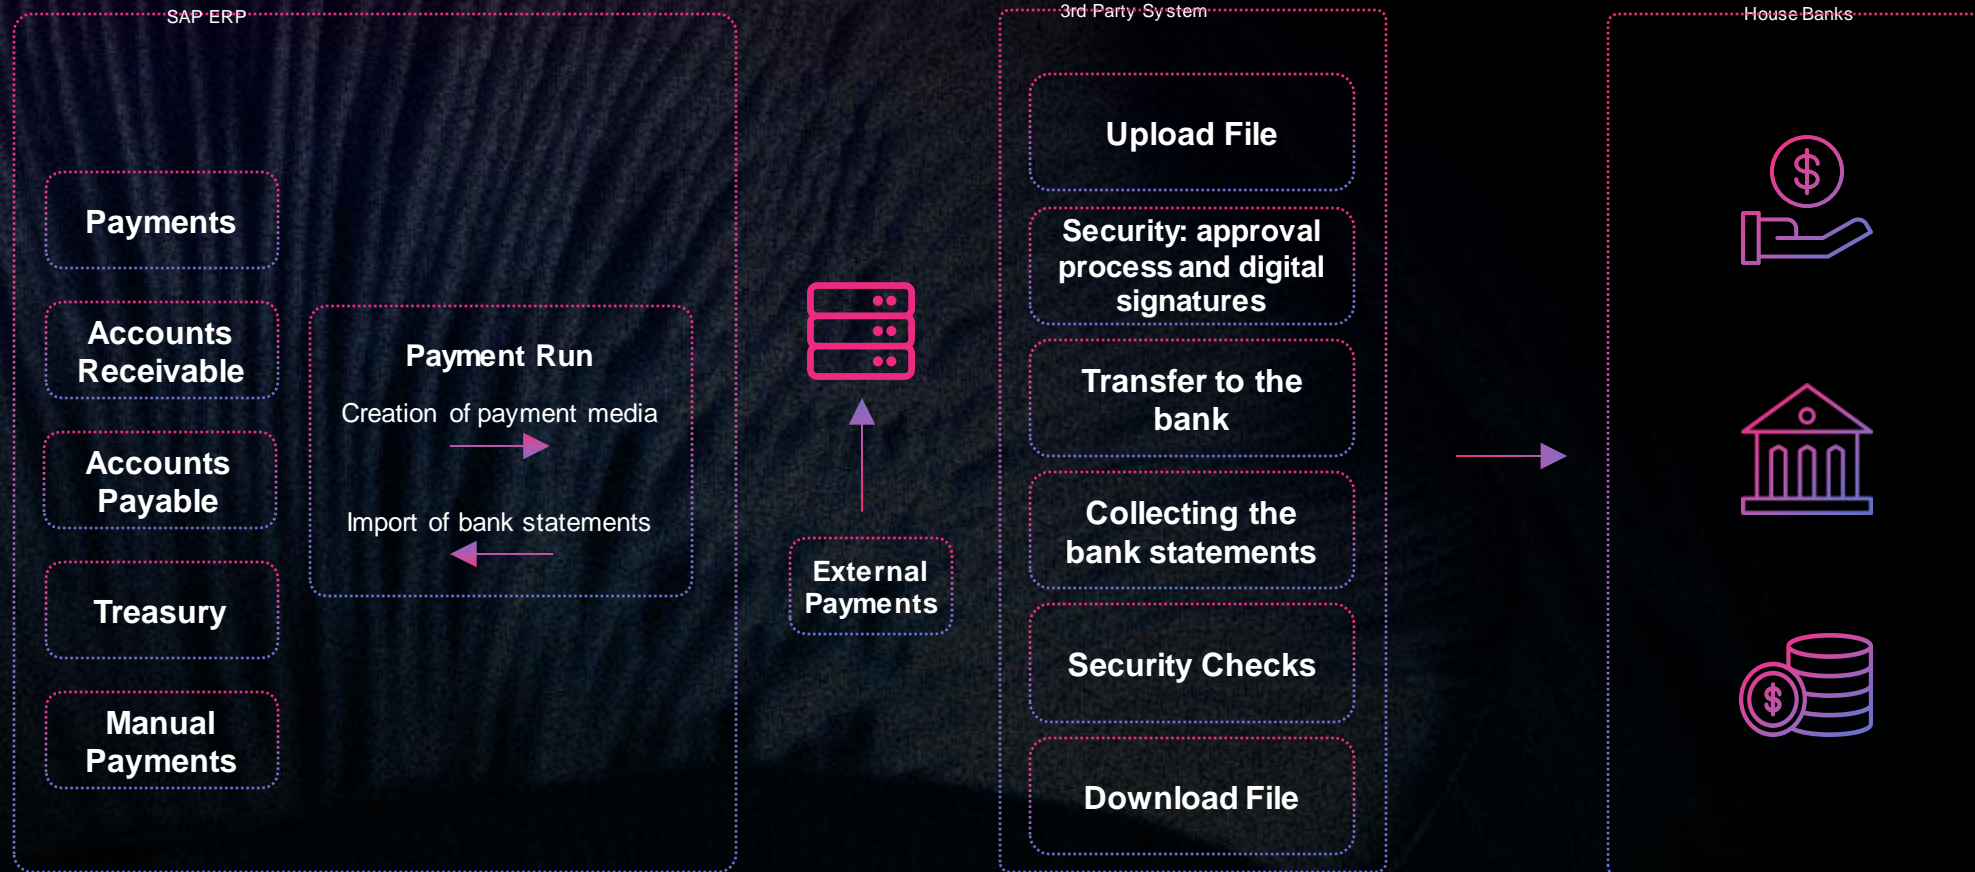 SAP ERP
Payments
Accounts
Receivable
Accounts
Payable
Treasury
Manual
Payments
Payment Run
Creation of payment media
Import of bank statements
External
Payments
3rd Party System
Upload File
Security: approval
process and digital
signatures
Transfer to the
bank
Collecting the
bank statements
Security Checks
Download File
House Banks
$
$